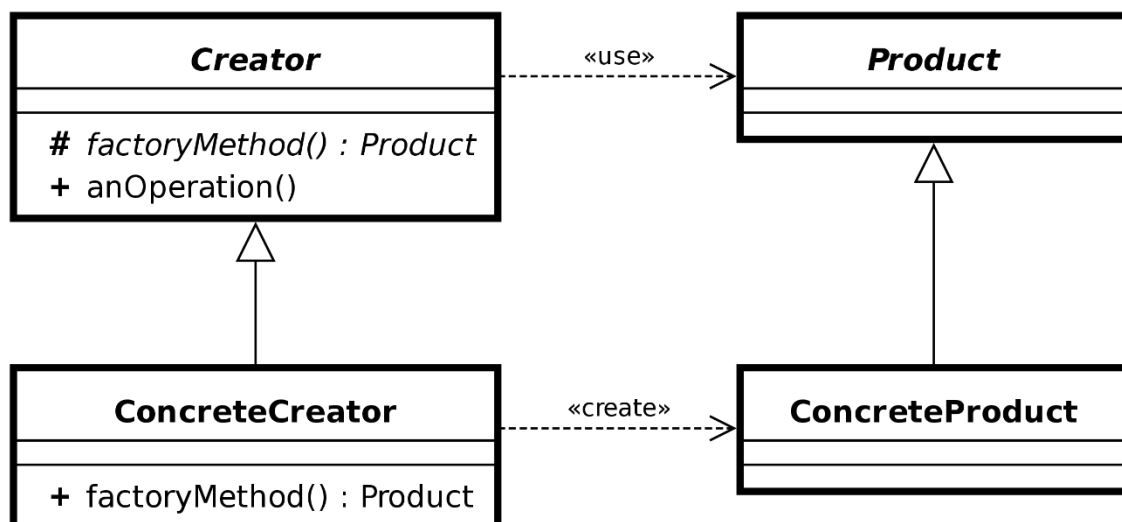 Creator
«use»
Product
# factoryMethod() : Product
+ anOperation()
ConcreteCreator
«create»
ConcreteProduct
+ factoryMethod() : Product